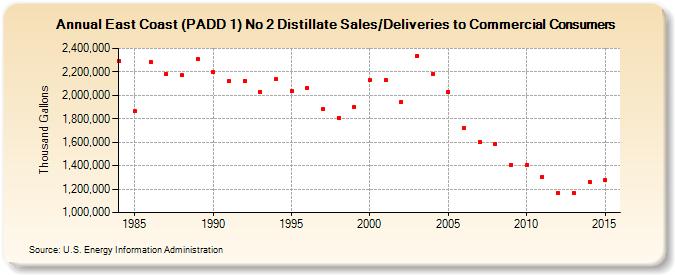 Annual East Coast (PADD 1) No 2 Distillate Sales/Deliveries to Commercial Consumers
Thousand Gallons
2,400,000
2,200,000
2,000,000
1,800,000
1,600,000
1,400,000
1,200,000
1,000,000
1985 1990 1995 2000 2005 2010 2015
Source: U.S. Energy Information Administration